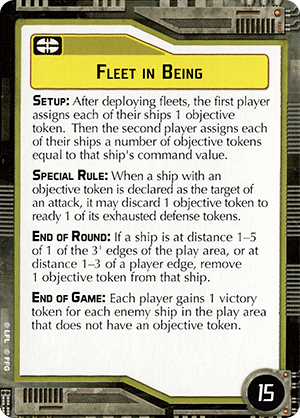 FLEET IN BEING
SETUP: After deploying fleets, the first player
assigns each of their ships 1 objective
token. Then the second player assigns each
of their ships a number of objective tokens
equal to that ship's command value.
SPECIAL RULE: When a ship with an
objective token is declared as the target of
an attack, it may discard 1 objective token to
ready 1 of its exhausted defense tokens.
END OF ROUND: If a ship is at distance 1–5
of 1 of the 3' edges of the play area, or at
distance 1–3 of a player edge, remove
1 objective token from that ship.
END OF GAME: Each player gains 1 victory
token for each enemy ship in the play area
that does not have an objective token.
© LFL © FFG
15